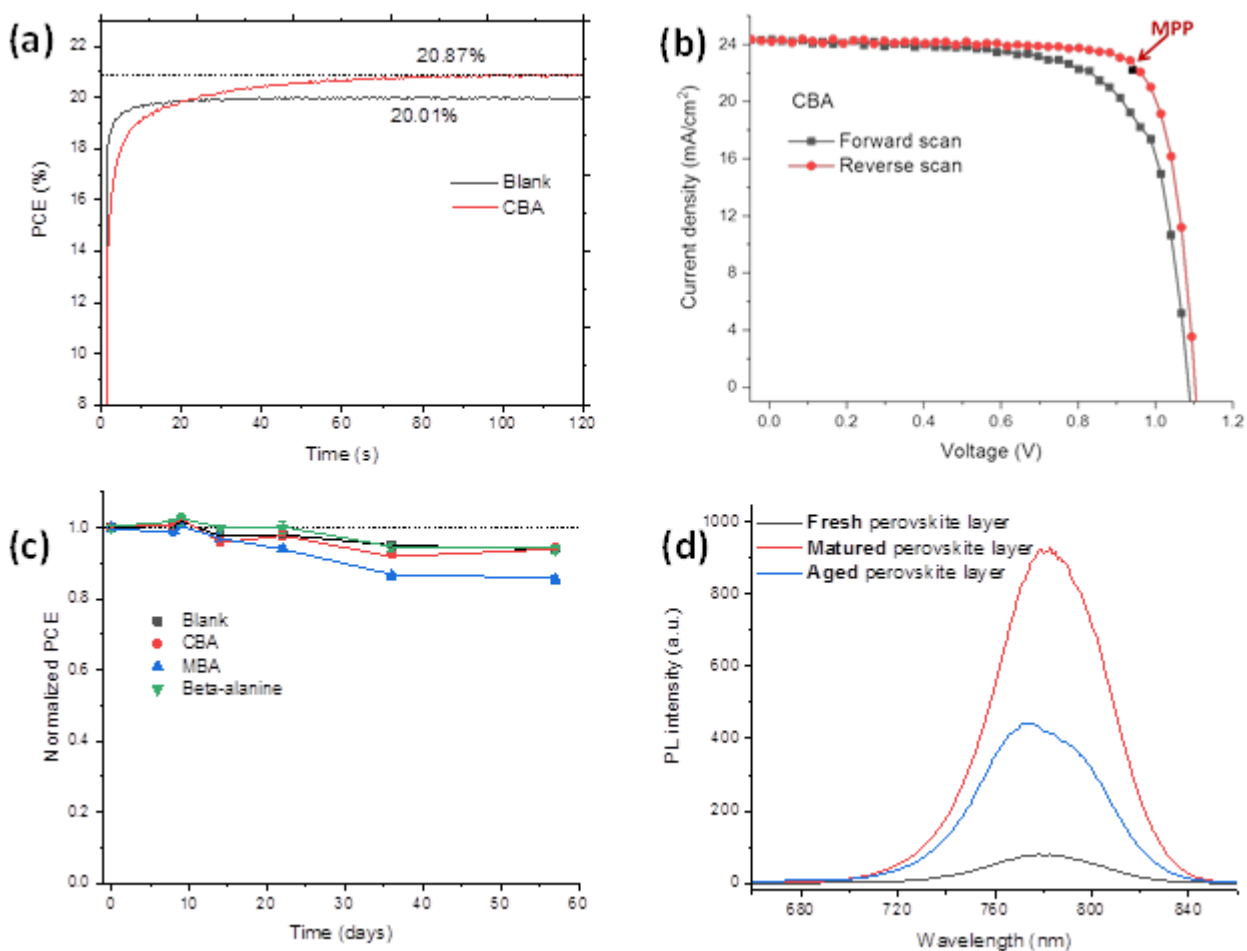 (a)
22
20
18
16
14
12
10
8
PCE (%)
20.87%
20.01%
Blank
CBA
0 20 40 60 80 100 120
Time (s)
(b)
MPP
24
20
16
12
8
4
0
Current density (mA/cm²)
CBA
Forward scan
Reverse scan
0.0 0.2 0.4 0.6 0.8 1.0 1.2
Voltage (V)
(c)
1.0
0.8
0.6
0.4
0.2
0.0
Normalized PCE
Blank
CBA
MBA
Beta-alanine
0 10 20 30 40 50 60
Time (days)
(d)
1000
800
600
400
200
0
PL intensity (a.u.)
Fresh perovskite layer
Matured perovskite layer
Aged perovskite layer
680 720 760 800 840
Wavelength (nm)